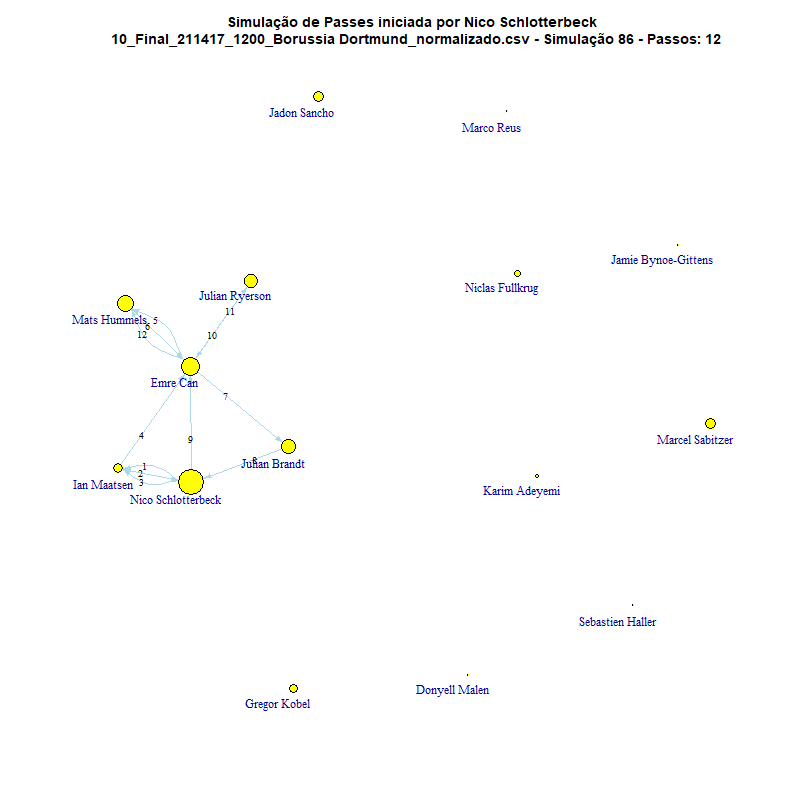 Simulação de Passes iniciada por Nico Schlotterbeck
10_Final_211417_1200_Borussia Dortmund_normalizado.csv - Simulação 86 - Passos: 12
Jadon Sancho
Marco Reus
Jamie Bynoe-Gittens
Niclas Fullkrug
Julian Ryerson
11
Mats Hummels
5
6
12
10
Emre Can
7
Marcel Sabitzer
4
9
8
Julian Brandt
1
2
3
Ian Maatsen
Nico Schlotterbeck
Karim Adeyemi
Sebastien Haller
Donyell Malen
Gregor Kobel